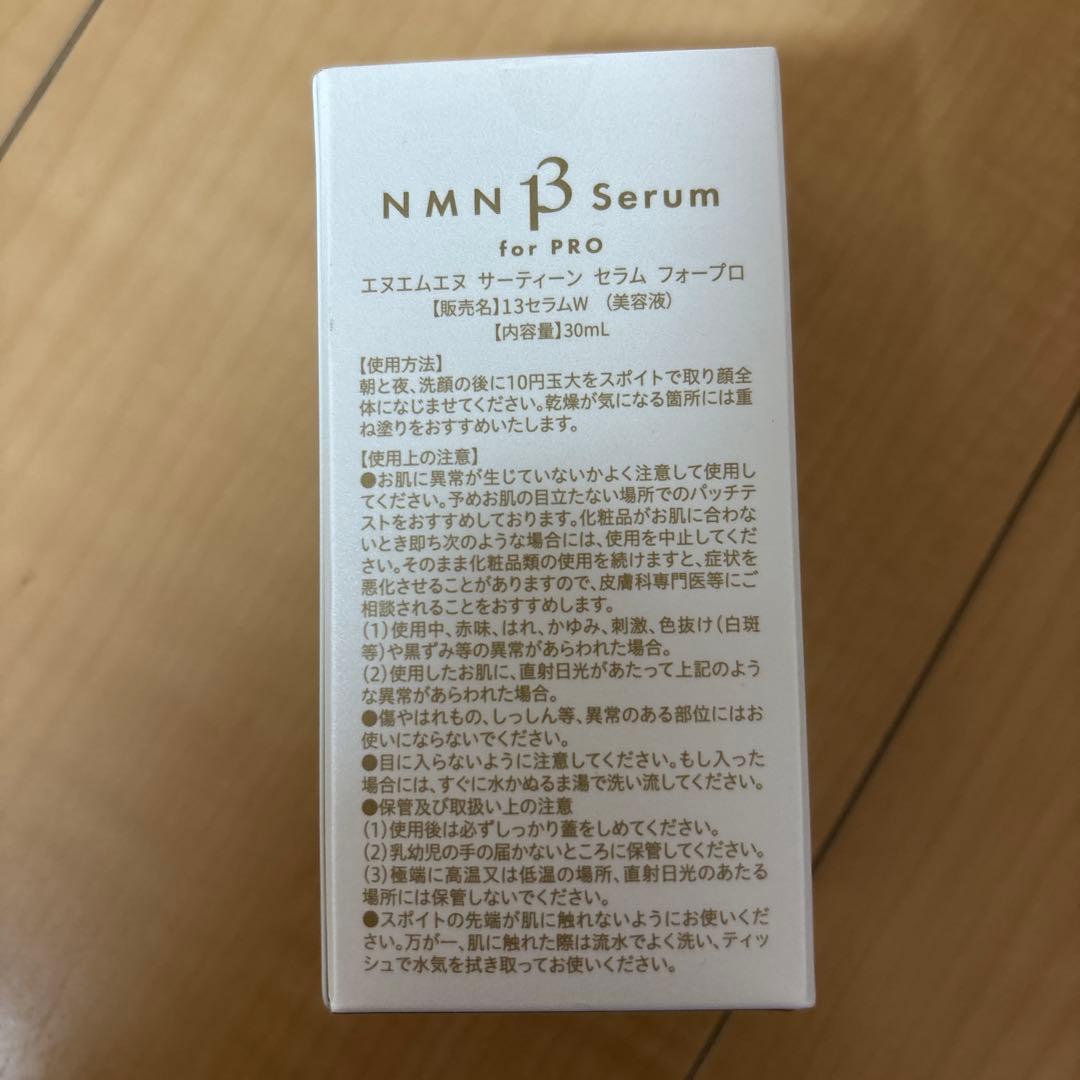 NMN 13 Serum
for PRO
エヌエムエヌ サーティーン セラム フォープロ
【販売名】13セラムW （美容液）
【内容量】30mL
【使用方法】
朝と夜、洗顔の後に10円玉大をスポイトで取り顔全
体になじませてください。乾燥が気になる箇所には重
ね塗りをおすすめいたします。
【使用上の注意】
●お肌に異常が生じていないかよく注意して使用し
てください。予めお肌の目立たない場所でのパッチテ
ストをおすすめしております。化粧品がお肌に合わな
いとき即ち次のような場合には、使用を中止してくだ
さい。そのまま化粧品類の使用を続けますと、症状を
悪化させることがありますので、皮膚科専門医等にご
相談されることをおすすめします。
(1)使用中、赤味、はれ、かゆみ、刺激、色抜け(白斑
等)や黒ずみ等の異常があらわれた場合。
(2)使用したお肌に、直射日光があたって上記のよう
な異常があらわれた場合。
●傷やはれもの、しっしん等、異常のある部位にはお
使いにならないでください。
●目に入らないように注意してください。もし入った
場合には、すぐに水かぬるま湯で洗い流してください。
●保管及び取扱い上の注意
(1)使用後は必ずしっかり蓋をしめてください。
(2)乳幼児の手の届かないところに保管してください。
(3)極端に高温又は低温の場所、直射日光のあたる
場所には保管しないでください。
●スポイトの先端が肌に触れないようにお使いくだ
さい。万が一、肌に触れた際は流水でよく洗い、ティッ
シュで水気を拭き取ってお使いください。